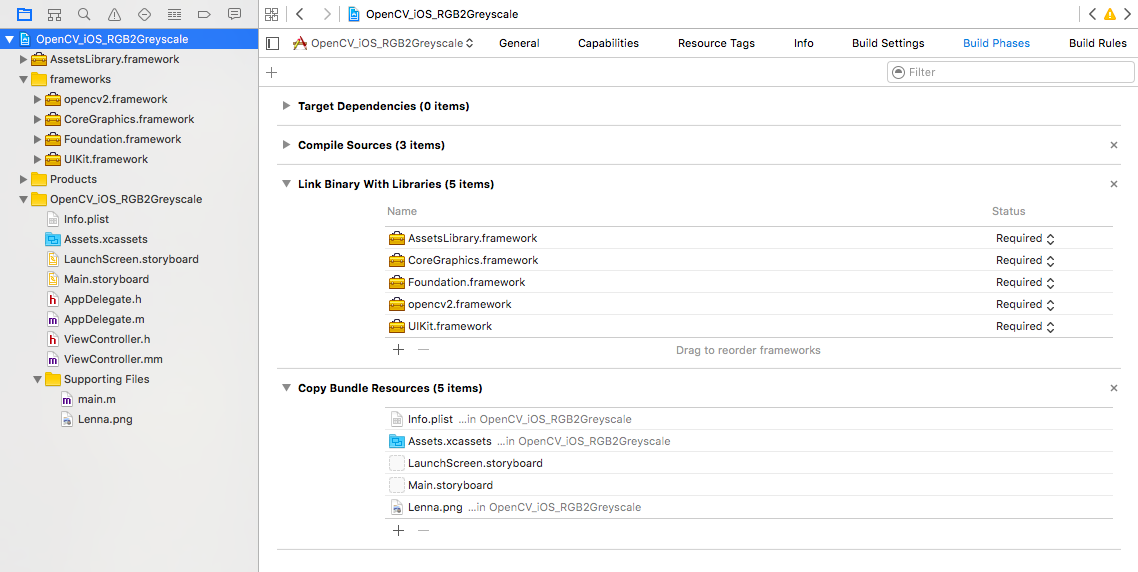 OpenCV_iOS_RGB2Greyscale
OpenCV_iOS_RGB2Greyscale
AssetsLibrary.framework
frameworks
opencv2.framework
CoreGraphics.framework
Foundation.framework
UIKit.framework
Products
OpenCV_iOS_RGB2Greyscale
Info.plist
Assets.xcassets
LaunchScreen.storyboard
Main.storyboard
h AppDelegate.h
m AppDelegate.m
h ViewController.h
m ViewController.mm
Supporting Files
m main.m
Lenna.png
OpenCV_iOS_RGB2Greyscale General Capabilities Resource Tags Info Build Settings Build Phases Build Rules
Filter
Target Dependencies (0 items)
Compile Sources (3 items)
Link Binary With Libraries (5 items)
Name Status
AssetsLibrary.framework Required
CoreGraphics.framework Required
Foundation.framework Required
opencv2.framework Required
UIKit.framework Required
Drag to reorder frameworks
Copy Bundle Resources (5 items)
Info.plist ...in OpenCV_iOS_RGB2Greyscale
Assets.xcassets ...in OpenCV_iOS_RGB2Greyscale
LaunchScreen.storyboard
Main.storyboard
Lenna.png ...in OpenCV_iOS_RGB2Greyscale